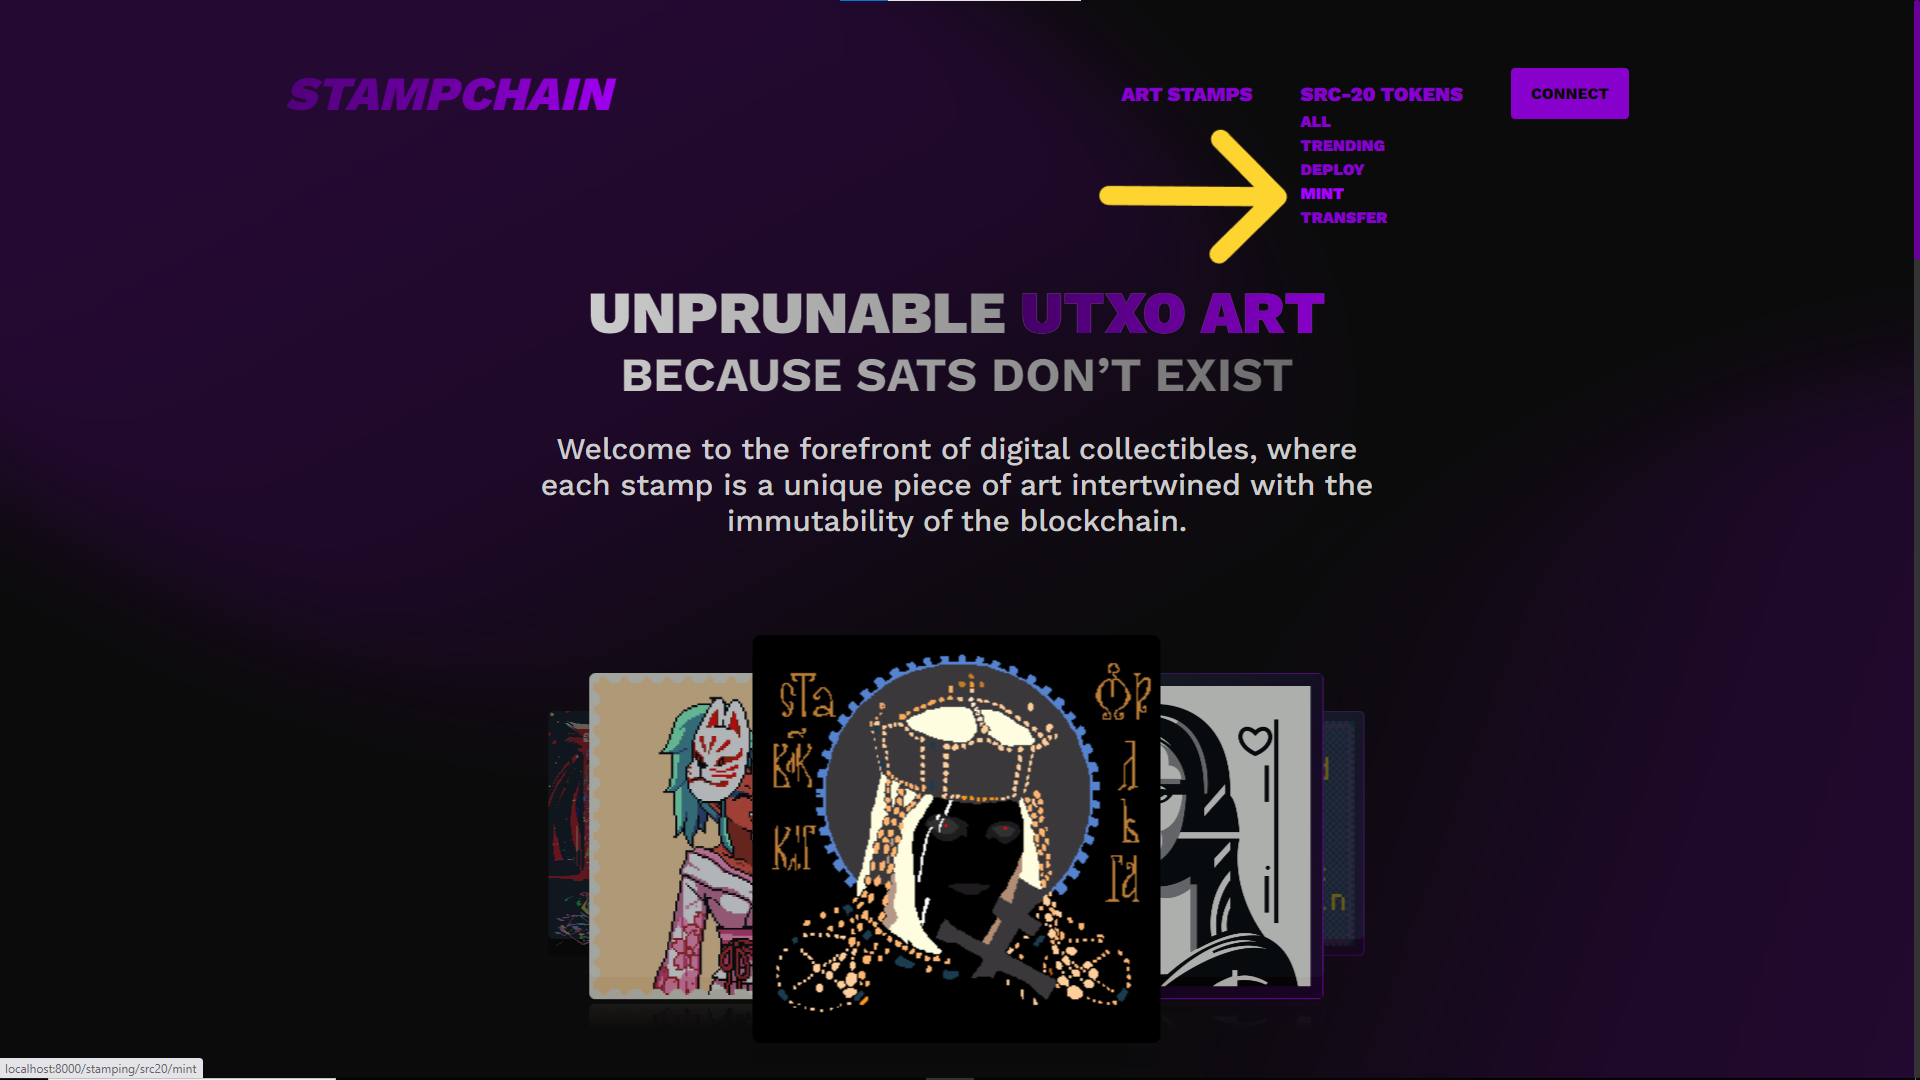 STAMPCHAIN
ART STAMPS
SRC-20 TOKENS
CONNECT
ALL
TRENDING
DEPLOY
MINT
TRANSFER
UNPRUNABLE UTXO ART
BECAUSE SATS DON’T EXIST
Welcome to the forefront of digital collectibles, where
each stamp is a unique piece of art intertwined with the
immutability of the blockchain.
localhost:8000/stamping/src20/mint